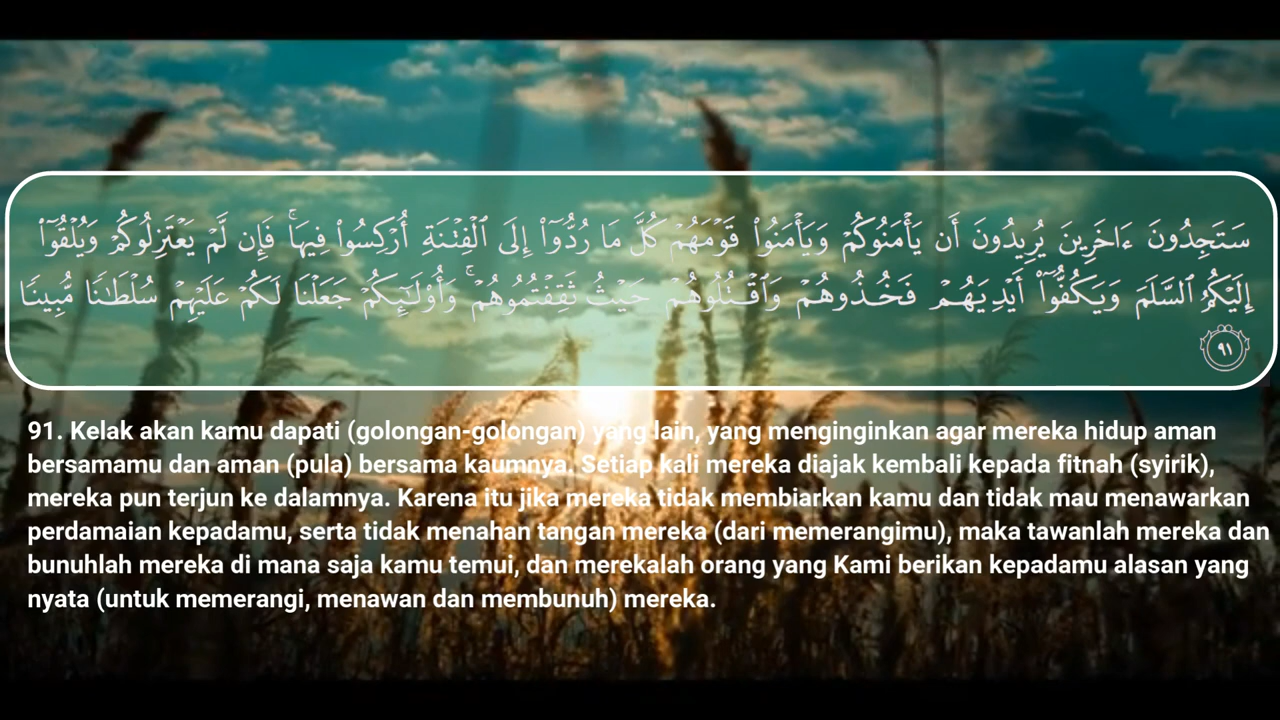 سَتَجِدُونَ ءَاخَرِينَ يُرِيدُونَ أَن يَأْمَنُوكُمْ وَيَأْمَنُوا۟ قَوْمَهُمْ كُلَّ مَا رُدُّوٓا۟ إِلَى ٱلْفِتْنَةِ أُرْكِسُوا۟ فِيهَا ۚ فَإِن لَّمْ يَعْتَزِلُوكُمْ وَيُلْقُوٓا۟
إِلَيْكُمُ ٱلسَّلَمَ وَيَكُفُّوٓا۟ أَيْدِيَهُمْ فَخُذُوهُمْ وَٱقْتُلُوهُمْ حَيْثُ ثَقِفْتُمُوهُمْ ۚ وَأُو۟لَـٰٓئِكُمْ جَعَلْنَا لَكُمْ عَلَيْهِمْ سُلْطَـٰنًا مُّبِينًا
٩١
91. Kelak akan kamu dapati (golongan-golongan) yang lain, yang menginginkan agar mereka hidup aman
bersamamu dan aman (pula) bersama kaumnya. Setiap kali mereka diajak kembali kepada fitnah (syirik),
mereka pun terjun ke dalamnya. Karena itu jika mereka tidak membiarkan kamu dan tidak mau menawarkan
perdamaian kepadamu, serta tidak menahan tangan mereka (dari memerangimu), maka tawanlah mereka dan
bunuhlah mereka di mana saja kamu temui, dan merekalah orang yang Kami berikan kepadamu alasan yang
nyata (untuk memerangi, menawan dan membunuh) mereka.